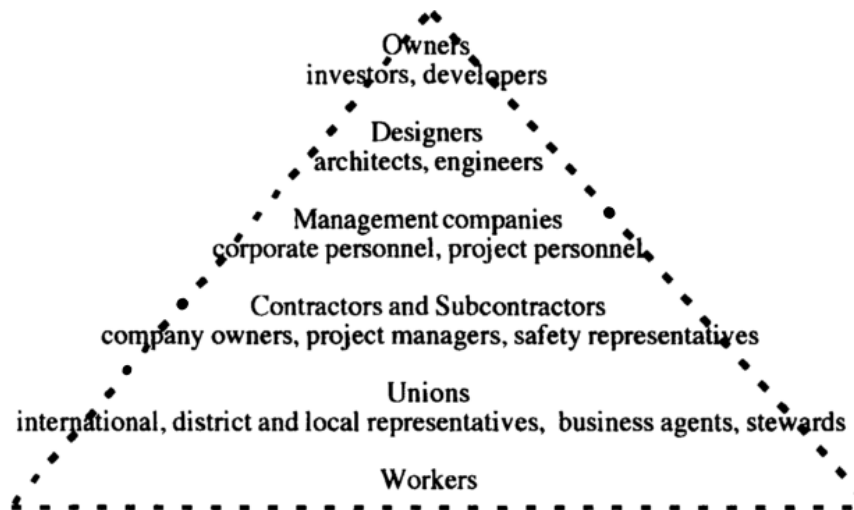 Owners
investors, developers
Designers
architects, engineers
Management companies
corporate personnel, project personnel
Contractors and Subcontractors
company owners, project managers, safety representatives
Unions
international, district and local representatives, business agents, stewards
Workers